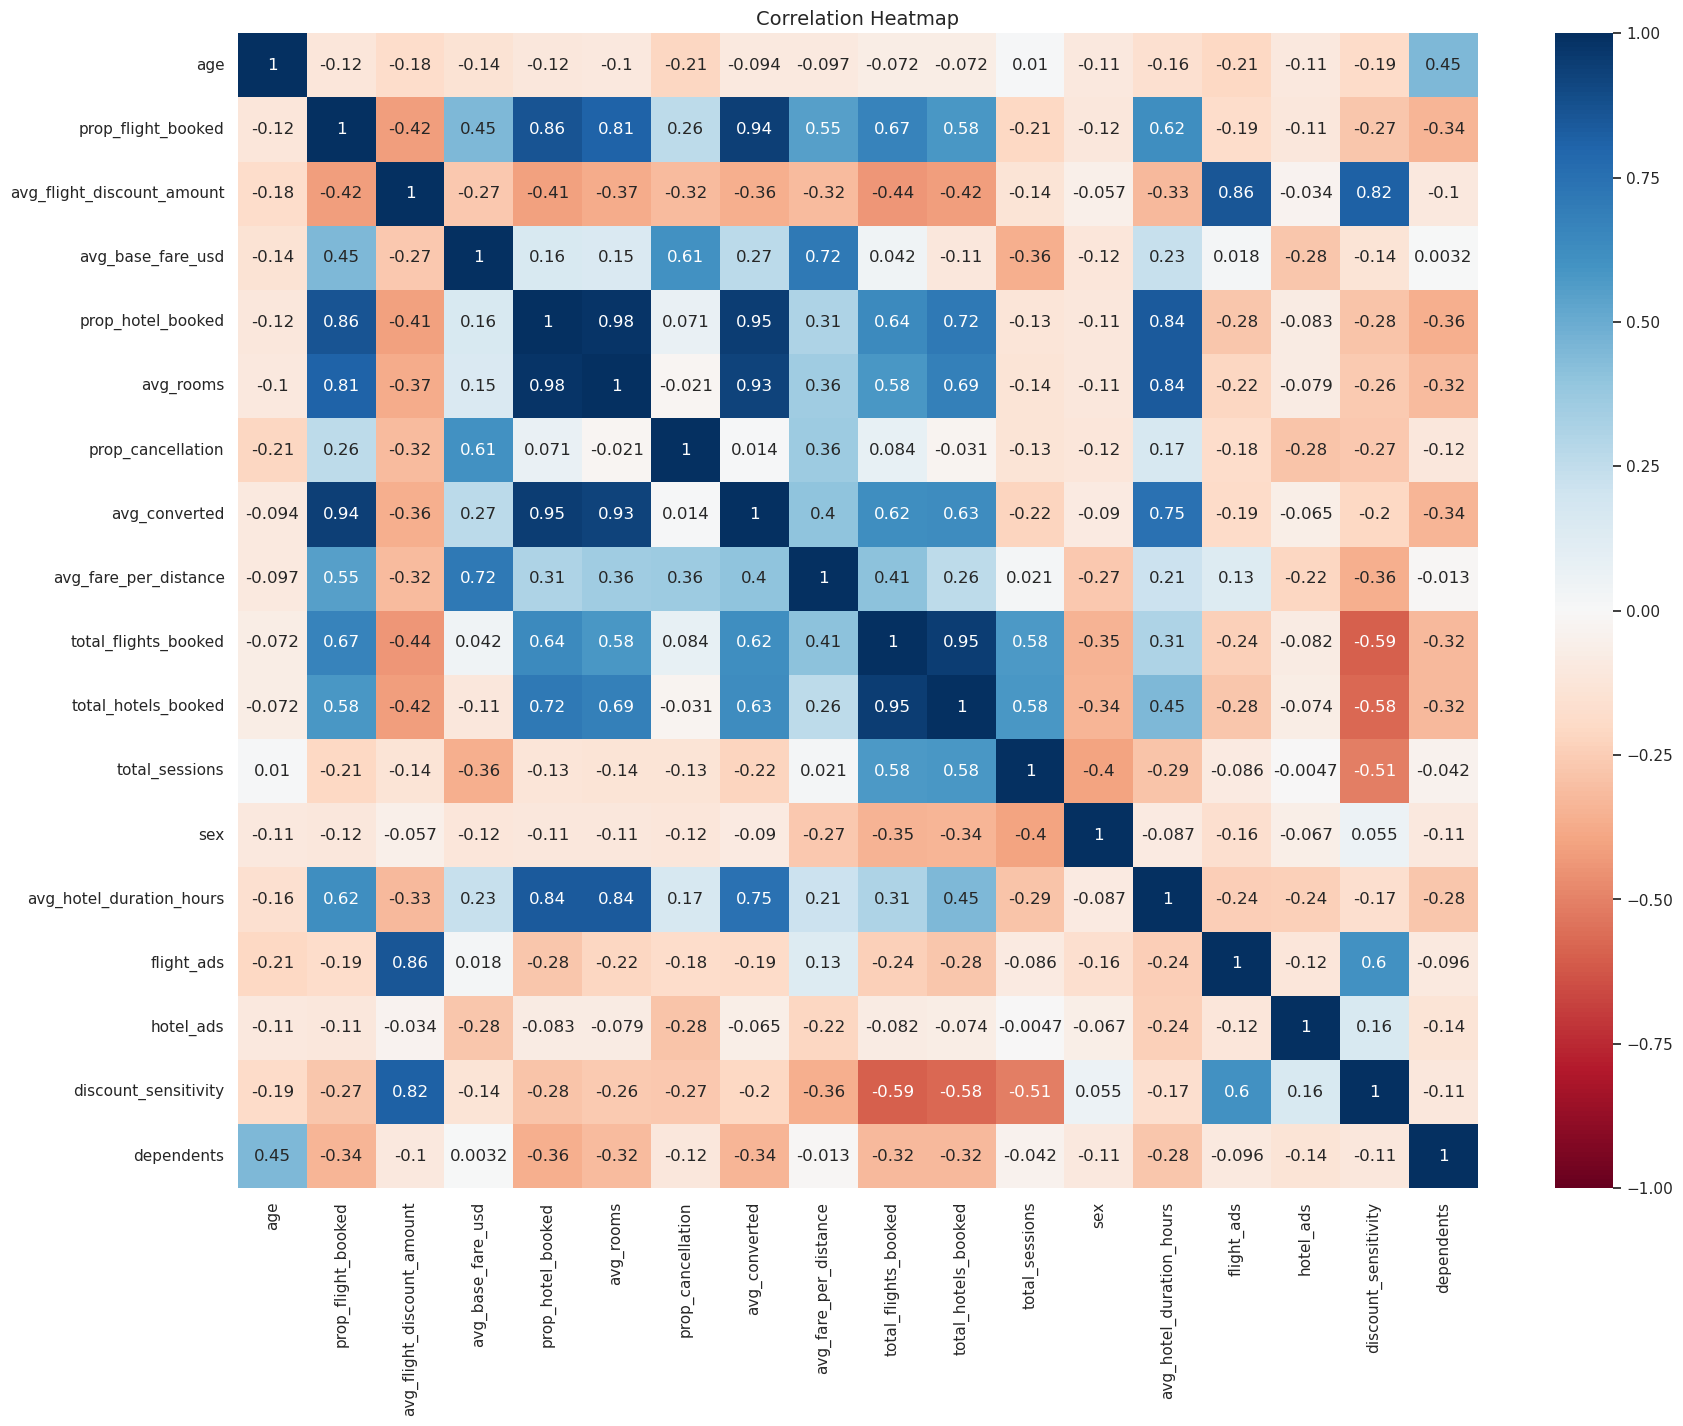 Correlation Heatmap
age 1 -0.12 -0.18 -0.14 -0.12 -0.1 -0.21 -0.094 -0.097 -0.072 -0.072 0.01 -0.11 -0.16 -0.21 -0.11 -0.19 0.45
prop_flight_booked -0.12 1 -0.42 0.45 0.86 0.81 0.26 0.94 0.55 0.67 0.58 -0.21 -0.12 0.62 -0.19 -0.11 -0.27 -0.34
avg_flight_discount_amount -0.18 -0.42 1 -0.27 -0.41 -0.37 -0.32 -0.36 -0.32 -0.44 -0.42 -0.14 -0.057 -0.33 0.86 -0.034 0.82 -0.1
avg_base_fare_usd -0.14 0.45 -0.27 1 0.16 0.15 0.61 0.27 0.72 0.042 -0.11 -0.36 -0.12 0.23 0.018 -0.28 -0.14 0.0032
prop_hotel_booked -0.12 0.86 -0.41 0.16 1 0.98 0.071 0.95 0.31 0.64 0.72 -0.13 -0.11 0.84 -0.28 -0.083 -0.28 -0.36
avg_rooms -0.1 0.81 -0.37 0.15 0.98 1 -0.021 0.93 0.36 0.58 0.69 -0.14 -0.11 0.84 -0.22 -0.079 -0.26 -0.32
prop_cancellation -0.21 0.26 -0.32 0.61 0.071 -0.021 1 0.014 0.36 0.084 -0.031 -0.13 -0.12 0.17 -0.18 -0.28 -0.27 -0.12
avg_converted -0.094 0.94 -0.36 0.27 0.95 0.93 0.014 1 0.4 0.62 0.63 -0.22 -0.09 0.75 -0.19 -0.065 -0.2 -0.34
avg_fare_per_distance -0.097 0.55 -0.32 0.72 0.31 0.36 0.36 0.4 1 0.41 0.26 0.021 -0.27 0.21 0.13 -0.22 -0.36 -0.013
total_flights_booked -0.072 0.67 -0.44 0.042 0.64 0.58 0.084 0.62 0.41 1 0.95 0.58 -0.35 0.31 -0.24 -0.082 -0.59 -0.32
total_hotels_booked -0.072 0.58 -0.42 -0.11 0.72 0.69 -0.031 0.63 0.26 0.95 1 0.58 -0.34 0.45 -0.28 -0.074 -0.58 -0.32
total_sessions 0.01 -0.21 -0.14 -0.36 -0.13 -0.14 -0.13 -0.22 0.021 0.58 0.58 1 -0.4 -0.29 -0.086 -0.0047 -0.51 -0.042
sex -0.11 -0.12 -0.057 -0.12 -0.11 -0.11 -0.12 -0.09 -0.27 -0.35 -0.34 -0.4 1 -0.087 -0.16 -0.067 0.055 -0.11
avg_hotel_duration_hours -0.16 0.62 -0.33 0.23 0.84 0.84 0.17 0.75 0.21 0.31 0.45 -0.29 -0.087 1 -0.24 -0.24 -0.17 -0.28
flight_ads -0.21 -0.19 0.86 0.018 -0.28 -0.22 -0.18 -0.19 0.13 -0.24 -0.28 -0.086 -0.16 -0.24 1 -0.12 0.6 -0.096
hotel_ads -0.11 -0.11 -0.034 -0.28 -0.083 -0.079 -0.28 -0.065 -0.22 -0.082 -0.074 -0.0047 -0.067 -0.24 -0.12 1 0.16 -0.14
discount_sensitivity -0.19 -0.27 0.82 -0.14 -0.28 -0.26 -0.27 -0.2 -0.36 -0.59 -0.58 -0.51 0.055 -0.17 0.6 0.16 1 -0.11
dependents 0.45 -0.34 -0.1 0.0032 -0.36 -0.32 -0.12 -0.34 -0.013 -0.32 -0.32 -0.042 -0.11 -0.28 -0.096 -0.14 -0.11 1
age
prop_flight_booked
avg_flight_discount_amount
avg_base_fare_usd
prop_hotel_booked
avg_rooms
prop_cancellation
avg_converted
avg_fare_per_distance
total_flights_booked
total_hotels_booked
total_sessions
sex
avg_hotel_duration_hours
flight_ads
hotel_ads
discount_sensitivity
dependents
1.00
0.75
0.50
0.25
0.00
−0.25
−0.50
−0.75
−1.00